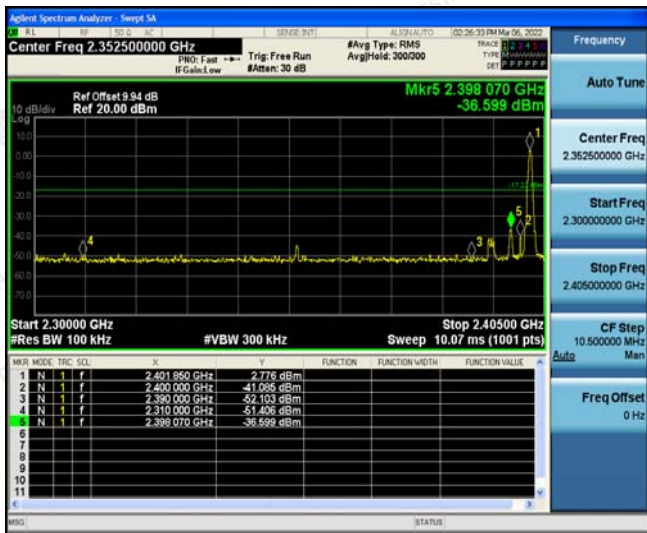 Agilent Spectrum Analyzer - Swept SA
RL RF 50 Ω AC SENSE:INT ALIGN AUTO 02:26:33 PM Mar 06, 2022
Center Freq 2.352500000 GHz
PNO: Fast Trig: Free Run
IFGain:Low #Atten: 30 dB
#Avg Type: RMS
Avg|Hold: 300/300
TRACE 1 2 3 4 5 6
TYPE
DET P P P P P P
Frequency
Mkr5 2.398 070 GHz
-36.599 dBm
Ref Offset 9.94 dB
10 dB/div Ref 20.00 dBm
Log
10.0
0.00
-10.0
-20.0
-30.0
-40.0
-50.0
-60.0
-70.0
1
5
2
3
4
Start 2.30000 GHz Stop 2.40500 GHz
#Res BW 100 kHz #VBW 300 kHz Sweep 10.07 ms (1001 pts)
MKR MODE TRC SCL X Y FUNCTION FUNCTION WIDTH FUNCTION VALUE
1 N 1 f 2.401 850 GHz 2.776 dBm
2 N 1 f 2.400 000 GHz -41.085 dBm
3 N 1 f 2.390 000 GHz -52.103 dBm
4 N 1 f 2.310 000 GHz -51.406 dBm
5 N 1 f 2.398 070 GHz -36.599 dBm
6
7
8
9
10
11
MSG STATUS
Auto Tune
Center Freq
2.352500000 GHz
Start Freq
2.300000000 GHz
Stop Freq
2.405000000 GHz
CF Step
10.500000 MHz
Auto Man
Freq Offset
0 Hz